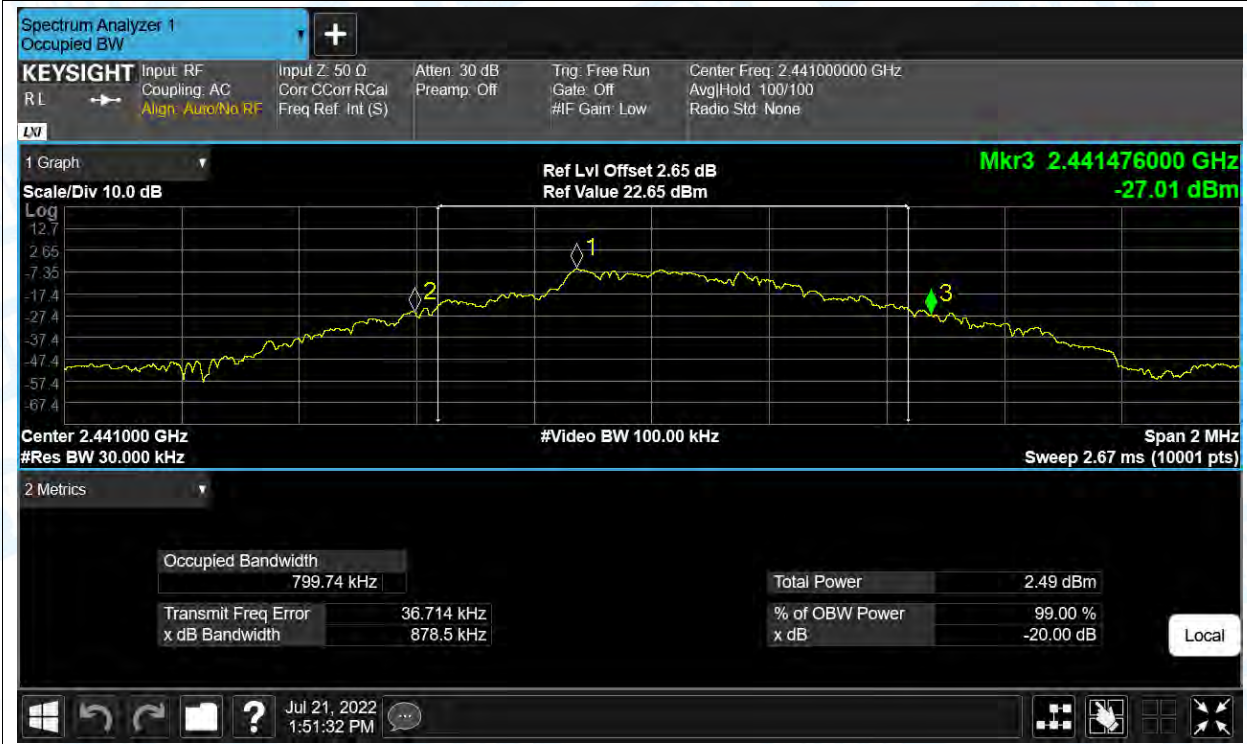 Spectrum Analyzer 1
Occupied BW
KEYSIGHT
RL
LXI
Input: RF
Coupling: AC
Align: Auto/No RF
Input Z: 50 Ω
Corr CCorr RCal
Freq Ref: Int (S)
Atten: 30 dB
Preamp: Off
Trig: Free Run
Gate: Off
#IF Gain: Low
Center Freq: 2.441000000 GHz
Avg|Hold: 100/100
Radio Std: None
1 Graph
Scale/Div 10.0 dB
Ref Lvl Offset 2.65 dB
Ref Value 22.65 dBm
Mkr3 2.441476000 GHz
-27.01 dBm
Log
12.7
2.65
-7.35
-17.4
-27.4
-37.4
-47.4
-57.4
-67.4
1
2
3
Center 2.441000 GHz
#Res BW 30.000 kHz
#Video BW 100.00 kHz
Span 2 MHz
Sweep 2.67 ms (10001 pts)
2 Metrics
Occupied Bandwidth
799.74 kHz
Transmit Freq Error 36.714 kHz
x dB Bandwidth 878.5 kHz
Total Power 2.49 dBm
% of OBW Power 99.00 %
x dB -20.00 dB
Local
?
Jul 21, 2022
1:51:32 PM